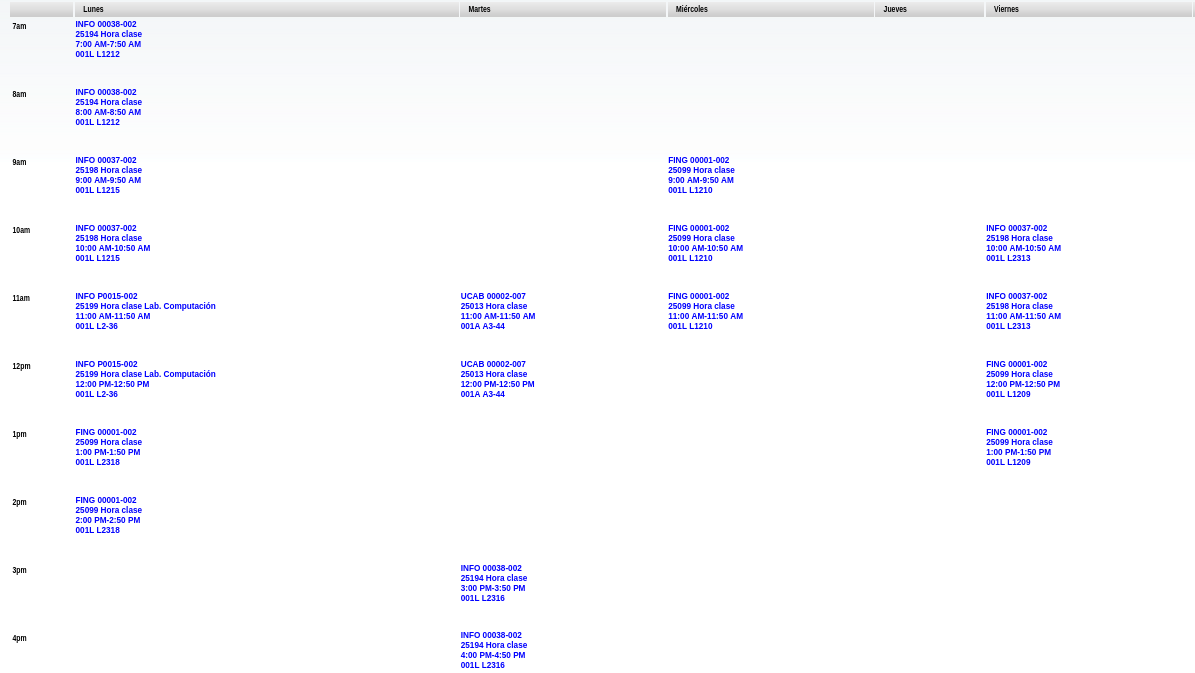 Lunes Martes Miércoles Jueves Viernes
7am
INFO 00038-002
25194 Hora clase
7:00 AM-7:50 AM
001L L1212
8am
INFO 00038-002
25194 Hora clase
8:00 AM-8:50 AM
001L L1212
9am
INFO 00037-002
25198 Hora clase
9:00 AM-9:50 AM
001L L1215
FING 00001-002
25099 Hora clase
9:00 AM-9:50 AM
001L L1210
10am
INFO 00037-002
25198 Hora clase
10:00 AM-10:50 AM
001L L1215
FING 00001-002
25099 Hora clase
10:00 AM-10:50 AM
001L L1210
INFO 00037-002
25198 Hora clase
10:00 AM-10:50 AM
001L L2313
11am
INFO P0015-002
25199 Hora clase Lab. Computación
11:00 AM-11:50 AM
001L L2-36
UCAB 00002-007
25013 Hora clase
11:00 AM-11:50 AM
001A A3-44
FING 00001-002
25099 Hora clase
11:00 AM-11:50 AM
001L L1210
INFO 00037-002
25198 Hora clase
11:00 AM-11:50 AM
001L L2313
12pm
INFO P0015-002
25199 Hora clase Lab. Computación
12:00 PM-12:50 PM
001L L2-36
UCAB 00002-007
25013 Hora clase
12:00 PM-12:50 PM
001A A3-44
FING 00001-002
25099 Hora clase
12:00 PM-12:50 PM
001L L1209
1pm
FING 00001-002
25099 Hora clase
1:00 PM-1:50 PM
001L L2318
FING 00001-002
25099 Hora clase
1:00 PM-1:50 PM
001L L1209
2pm
FING 00001-002
25099 Hora clase
2:00 PM-2:50 PM
001L L2318
3pm
INFO 00038-002
25194 Hora clase
3:00 PM-3:50 PM
001L L2316
4pm
INFO 00038-002
25194 Hora clase
4:00 PM-4:50 PM
001L L2316